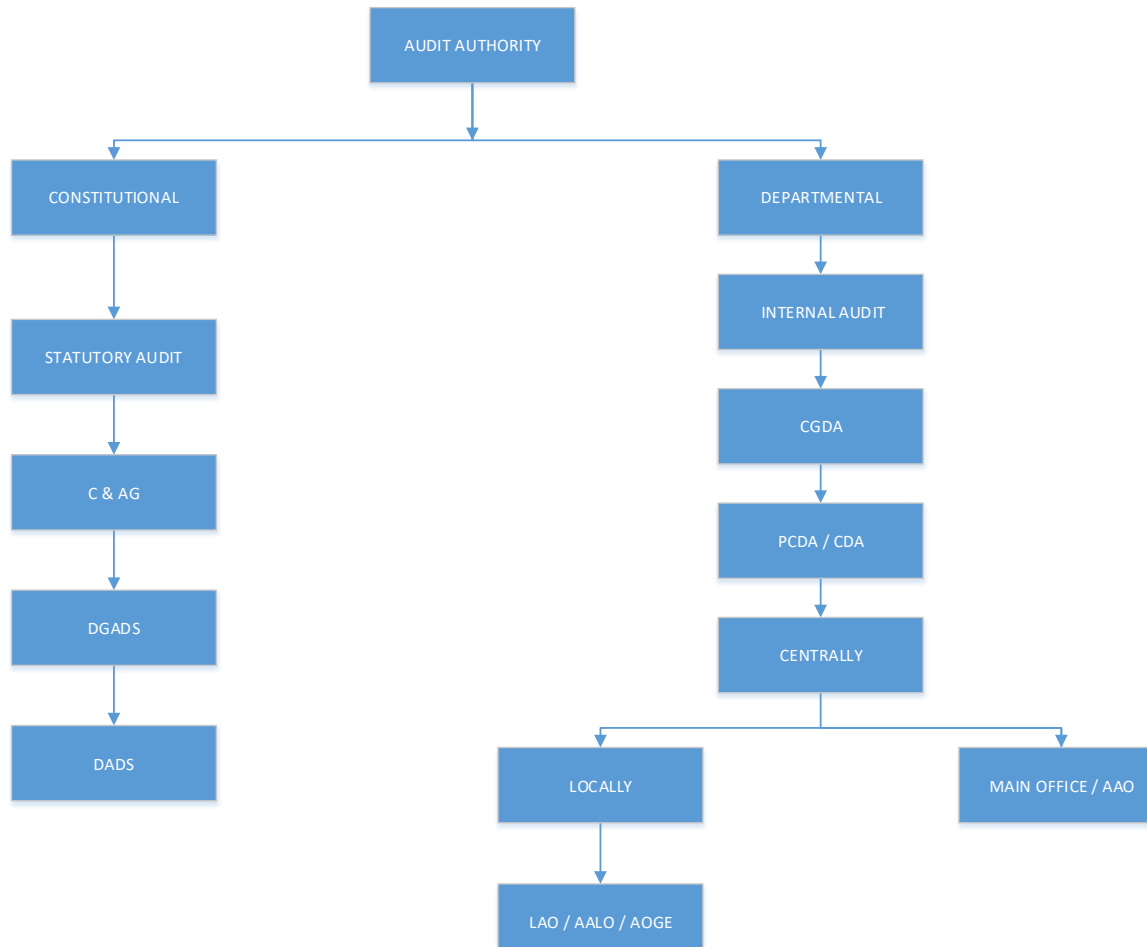 AUDIT AUTHORITY
CONSTITUTIONAL
DEPARTMENTAL
INTERNAL AUDIT
STATUTORY AUDIT
CGDA
C & AG
PCDA / CDA
DGADS
CENTRALLY
DADS
LOCALLY
MAIN OFFICE / AAO
LAO / AALO / AOGE